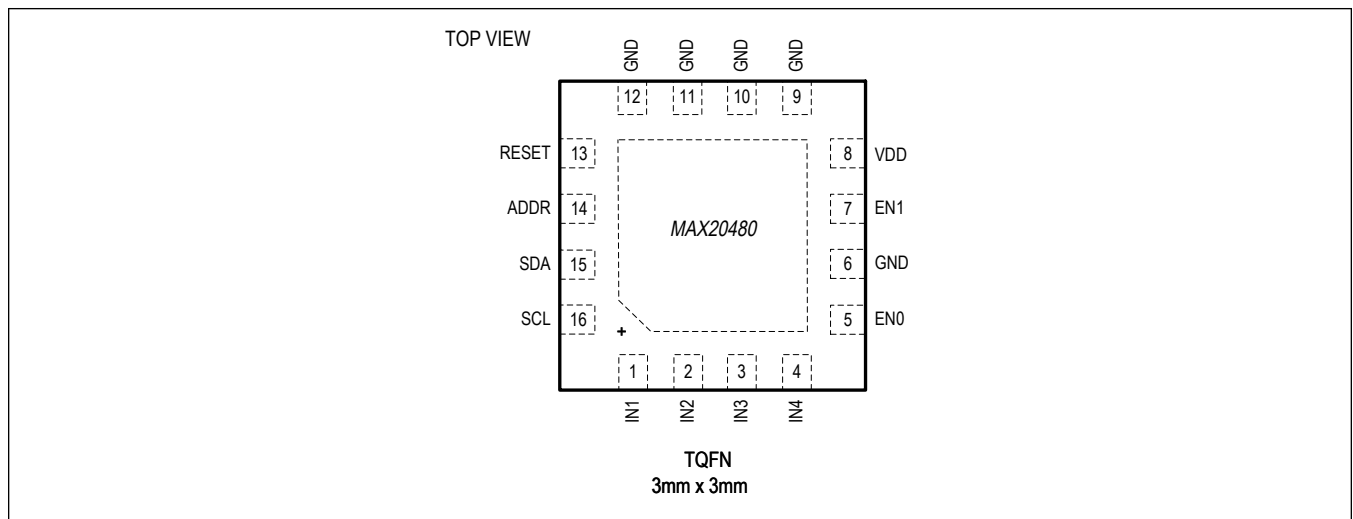 TOP VIEW
GND GND GND GND
12 11 10 9
RESET 13
8 VDD
ADDR 14
7 EN1
MAX20480
SDA 15
6 GND
SCL 16
5 EN0
+
1 2 3 4
IN1 IN2 IN3 IN4
TQFN
3mm x 3mm